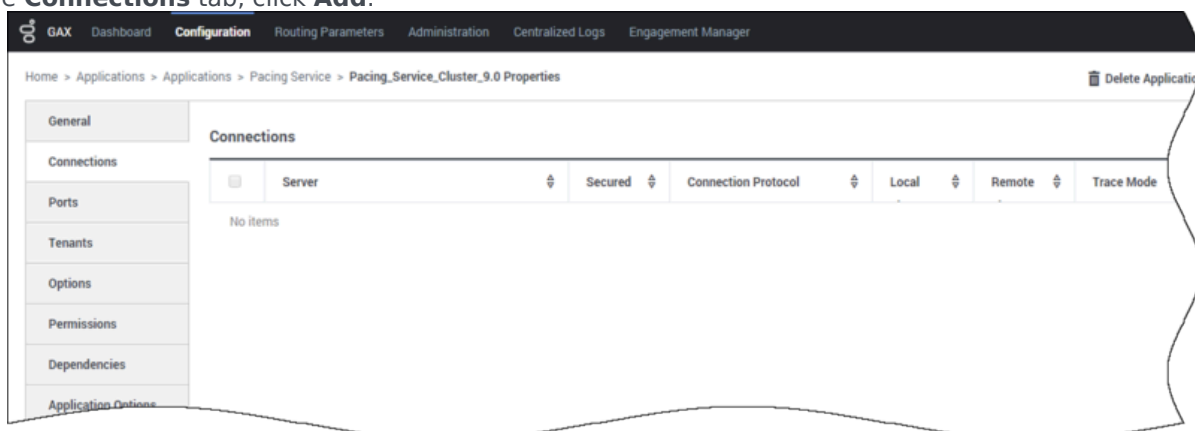 Connections tab, click Add.
GAX Dashboard Configuration Routing Parameters Administration Centralized Logs Engagement Manager
Home > Applications > Applications > Pacing Service > Pacing_Service_Cluster_9.0 Properties Delete Applicatio
General
Connections
Connections
Server Secured Connection Protocol Local Remote Trace Mode
Ports
No items
Tenants
Options
Permissions
Dependencies
Application Options